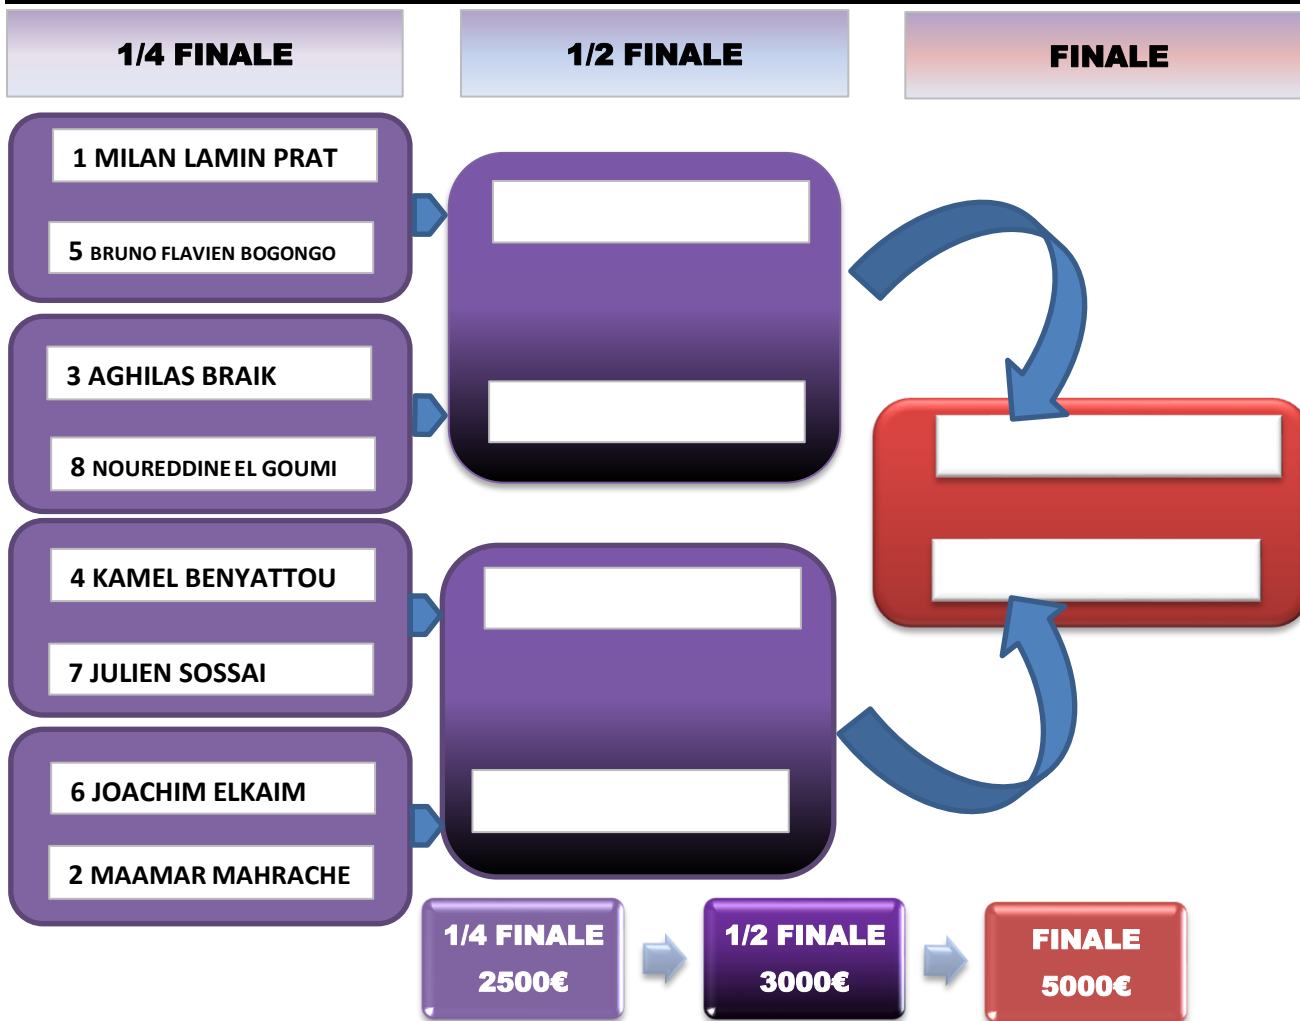 1/4 FINALE
1/2 FINALE
FINALE
1 MILAN LAMIN PRAT
5 BRUNO FLAVIEN BOGONGO
3 AGHILAS BRAIK
8 NOUREDDINE EL GOUMI
4 KAMEL BENYATTOU
7 JULIEN SOSSAI
6 JOACHIM ELKAIM
2 MAAMAR MAHRACHE
1/4 FINALE
2500€
1/2 FINALE
3000€
FINALE
5000€